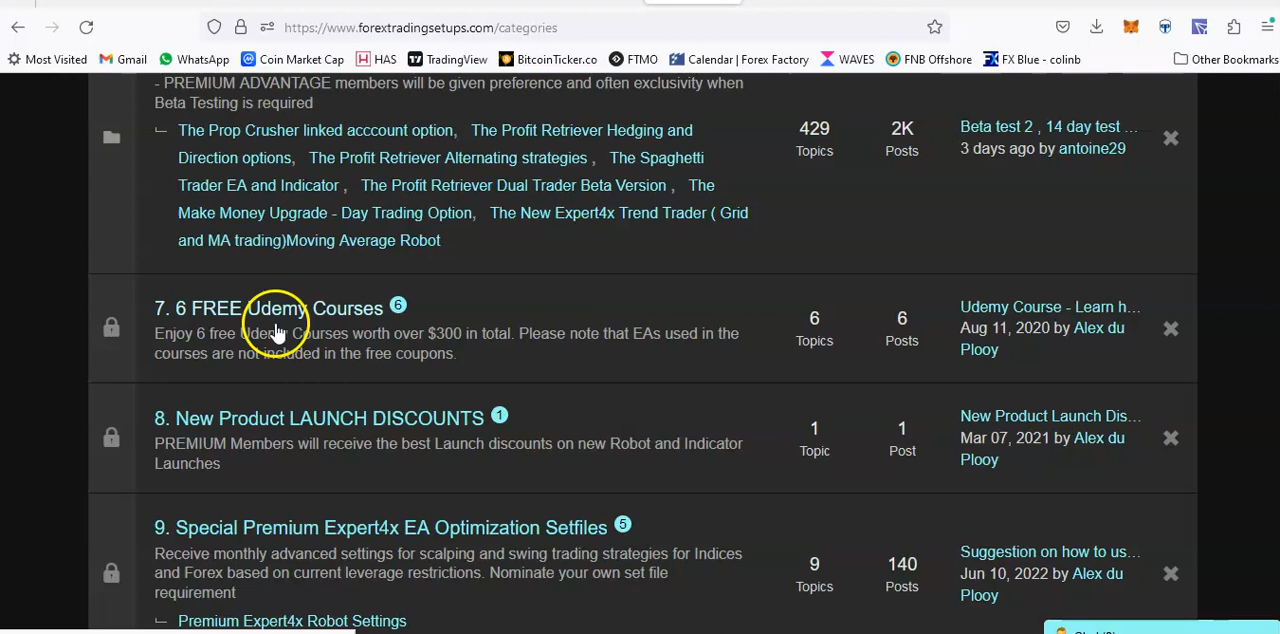 https://www.forextradingsetups.com/categories
Most Visited Gmail WhatsApp Coin Market Cap HAS TradingView BitcoinTicker.co FTMO Calendar | Forex Factory WAVES FNB Offshore FX Blue - colinb Other Bookmarks
- PREMIUM ADVANTAGE members will be given preference and often exclusivity when
Beta Testing is required
The Prop Crusher linked acccount option, The Profit Retriever Hedging and
Direction options, The Profit Retriever Alternating strategies , The Spaghetti
Trader EA and Indicator , The Profit Retriever Dual Trader Beta Version , The
Make Money Upgrade - Day Trading Option, The New Expert4x Trend Trader ( Grid
and MA trading)Moving Average Robot
429
Topics
2K
Posts
Beta test 2 , 14 day test ...
3 days ago by antoine29
7. 6 FREE Udemy Courses 6
Enjoy 6 free Udemy Courses worth over $300 in total. Please note that EAs used in the
courses are not included in the free coupons.
6
Topics
6
Posts
Udemy Course - Learn h...
Aug 11, 2020 by Alex du
Plooy
8. New Product LAUNCH DISCOUNTS 1
PREMIUM Members will receive the best Launch discounts on new Robot and Indicator
Launches
1
Topic
1
Post
New Product Launch Dis...
Mar 07, 2021 by Alex du
Plooy
9. Special Premium Expert4x EA Optimization Setfiles 5
Receive monthly advanced settings for scalping and swing trading strategies for Indices
and Forex based on current leverage restrictions. Nominate your own set file
requirement
Premium Expert4x Robot Settings
9
Topics
140
Posts
Suggestion on how to us...
Jun 10, 2022 by Alex du
Plooy